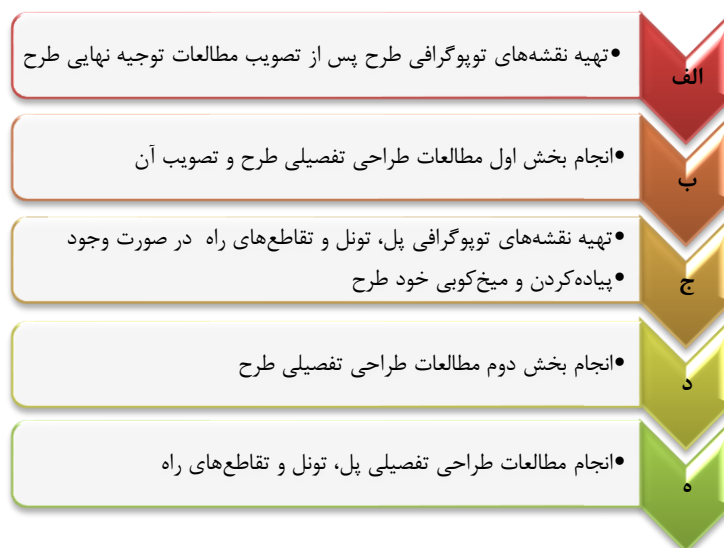 الف
•تهیه نقشه‌های توپوگرافی طرح پس از تصویب مطالعات توجیه نهایی طرح
ب
•انجام بخش اول مطالعات طراحی تفصیلی طرح و تصویب آن
ج
•تهیه نقشه‌های توپوگرافی پل، تونل و تقاطع‌های راه در صورت وجود
•پیاده‌کردن و میخ‌کوبی خود طرح
د
•انجام بخش دوم مطالعات طراحی تفصیلی طرح
ه
•انجام مطالعات طراحی تفصیلی پل، تونل و تقاطع‌های راه